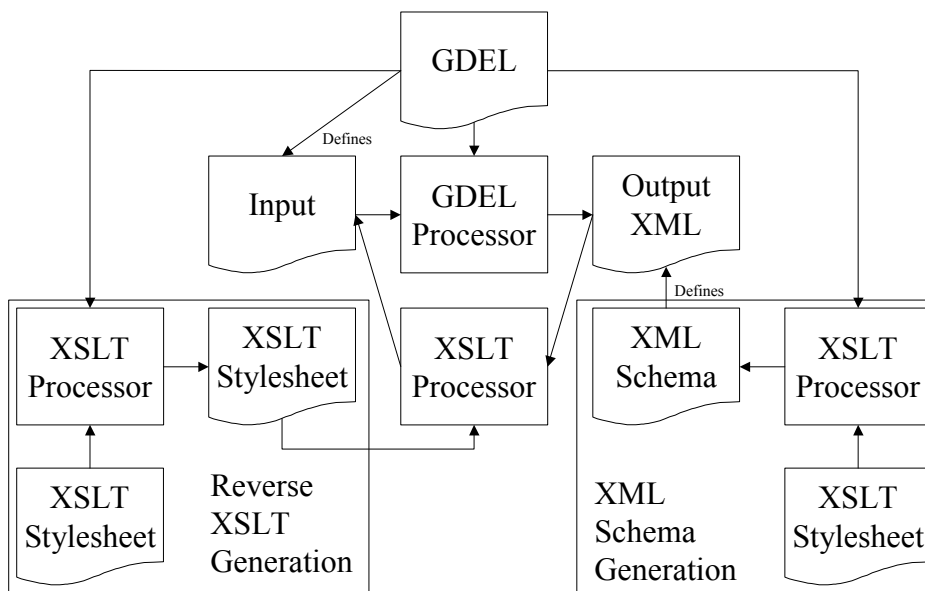 GDEL
Defines
Input
GDEL
Processor
Output
XML
Defines
XSLT
Processor
XSLT
Stylesheet
XSLT
Processor
XML
Schema
XSLT
Processor
XSLT
Stylesheet
Reverse
XSLT
Generation
XML
Schema
Generation
XSLT
Stylesheet